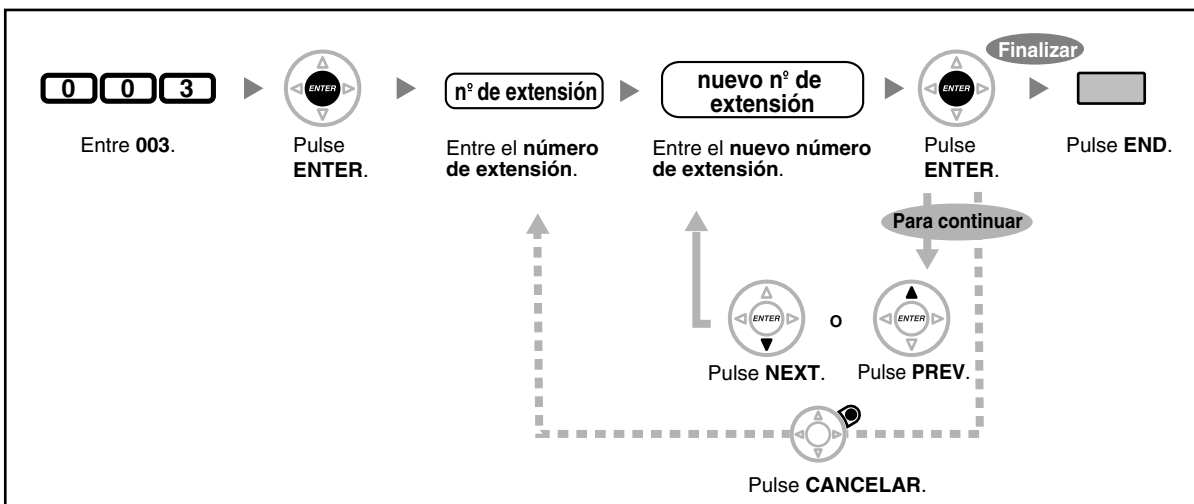 Finalizar
0 0 3
ENTER
nº de extensión
nuevo nº de
extensión
ENTER
Entre 003.
Pulse
ENTER.
Entre el número
de extensión.
Entre el nuevo número
de extensión.
Pulse
ENTER.
Pulse END.
Para continuar
ENTER
o
ENTER
Pulse NEXT.
Pulse PREV.
Pulse CANCELAR.